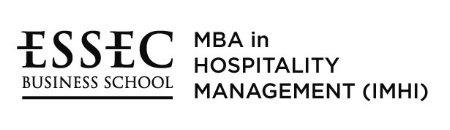 ESSEC
BUSINESS SCHOOL
MBA in
HOSPITALITY
MANAGEMENT (IMHI)